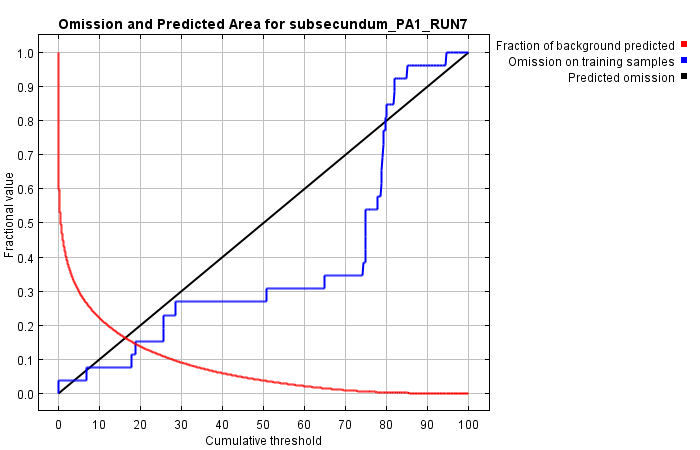 Omission and Predicted Area for subsecundum_PA1_RUN7
Fraction of background predicted
Omission on training samples
Predicted omission
Fractional value
1.0
0.9
0.8
0.7
0.6
0.5
0.4
0.3
0.2
0.1
0.0
0 10 20 30 40 50 60 70 80 90 100
Cumulative threshold